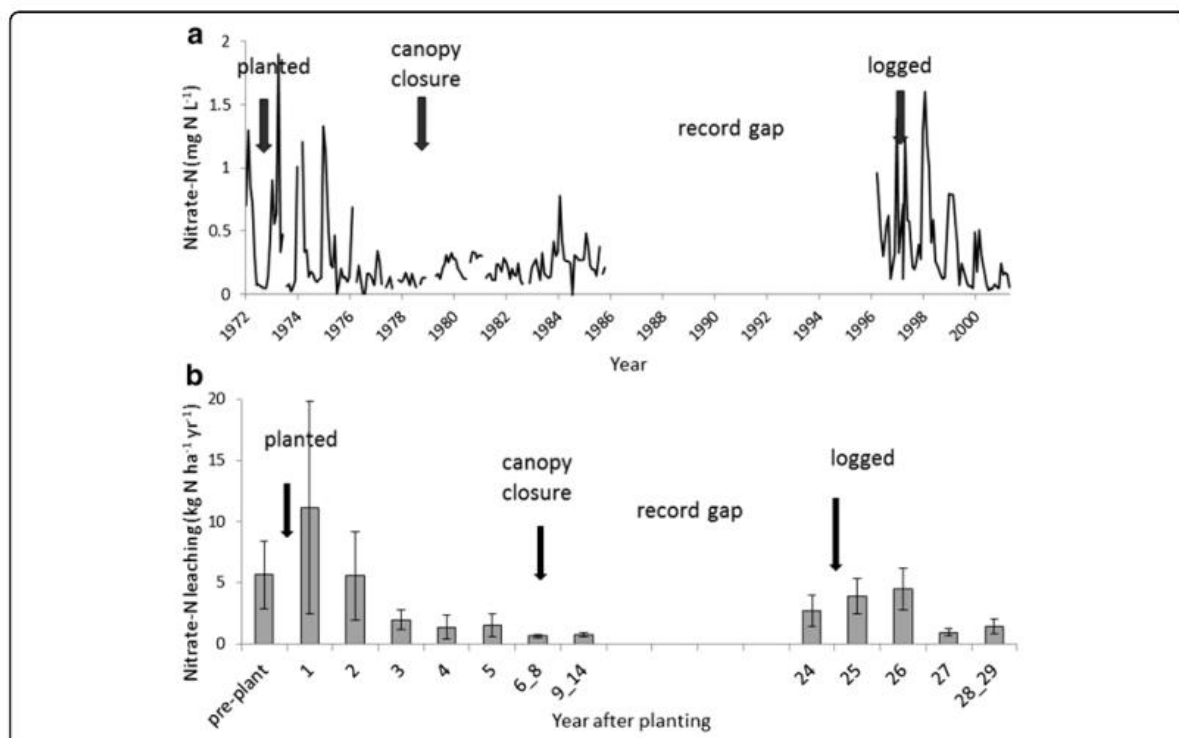 a
Nitrate-N (mg N L-1)
2
1.5
1
0.5
0
planted
canopy
closure
record gap
logged
1972
1974
1976
1978
1980
1982
1984
1986
1988
1990
1992
1994
1996
1998
2000
Year
b
Nitrate-N leaching (kg N ha-1 yr-1)
20
15
10
5
0
planted
canopy
closure
record gap
logged
pre-plant
1
2
3
4
5
6_8
9_14
24
25
26
27
28_29
Year after planting